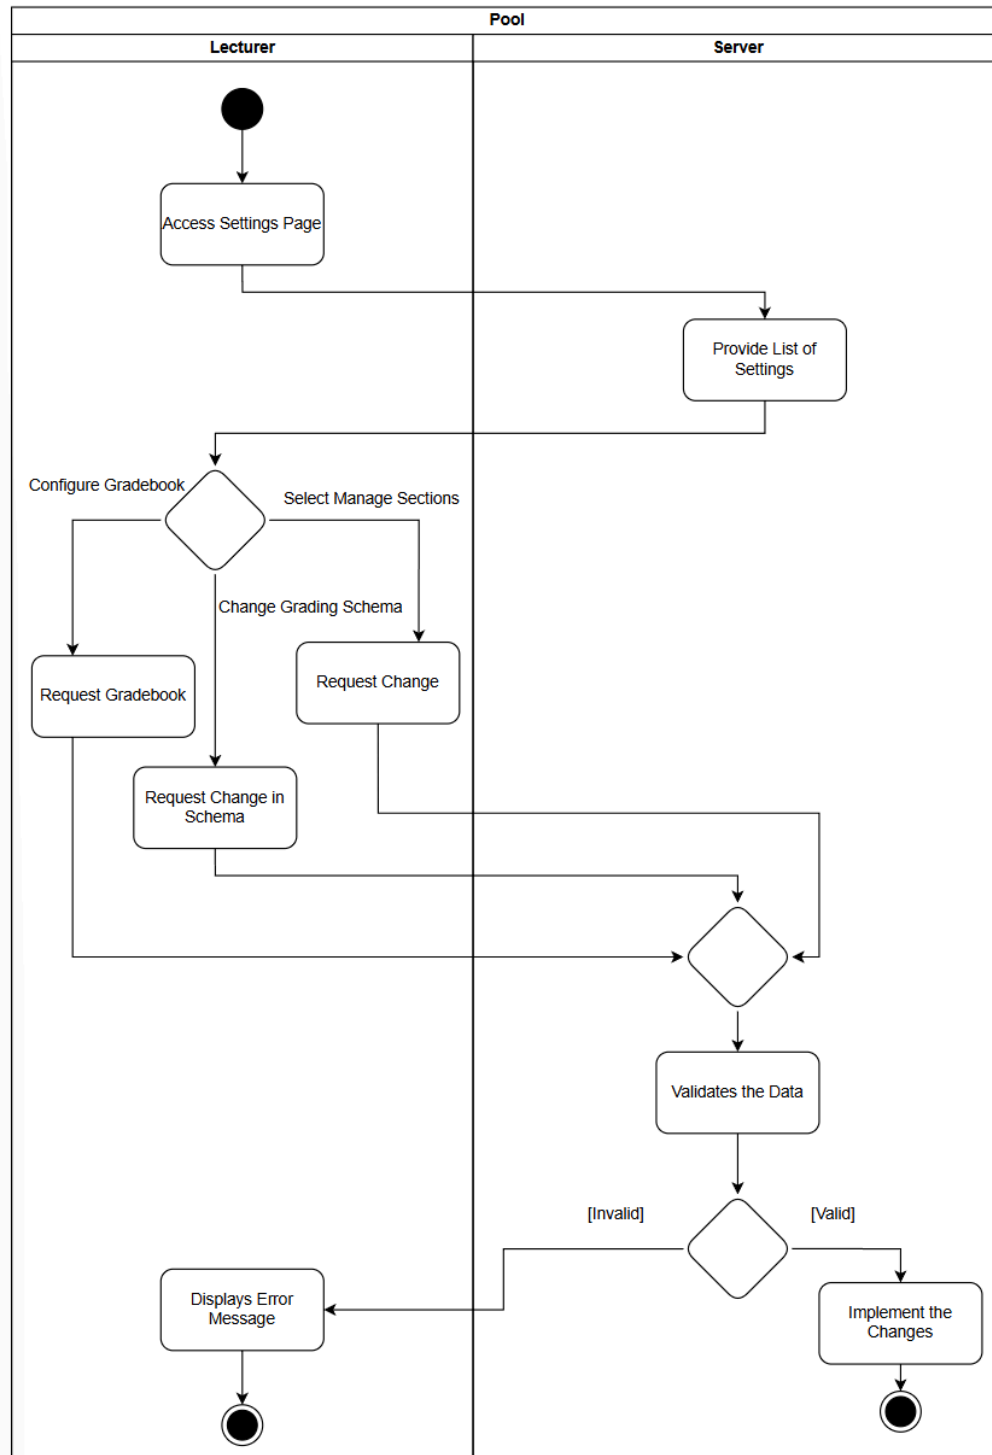 Pool
Lecturer
Server
Access Settings Page
Provide List of
Settings
Configure Gradebook
Select Manage Sections
Change Grading Schema
Request Gradebook
Request Change
Request Change in
Schema
Validates the Data
[Invalid]
[Valid]
Displays Error
Message
Implement the
Changes